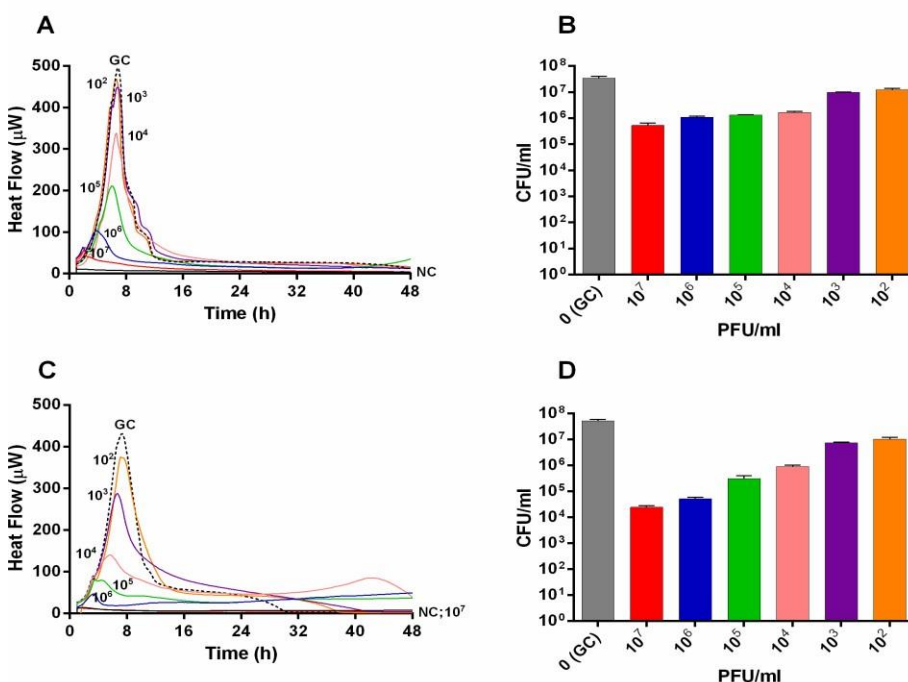 A
GC
500
10²
10³
400
10⁴
300
10⁵
200
10⁶
100
10⁷
0
NC
0 8 16 24 32 40 48
Heat Flow (µW)
Time (h)
B
10⁸
10⁷
10⁶
10⁵
10⁴
10³
10²
10¹
10⁰
CFU/ml
0 (GC) 10⁷ 10⁶ 10⁵ 10⁴ 10³ 10²
PFU/ml
C
500
GC
400
10²
300
10³
200
10⁴
100
10⁵
10⁶
0
NC;10⁷
0 8 16 24 32 40 48
Heat Flow (µW)
Time (h)
D
10⁸
10⁷
10⁶
10⁵
10⁴
10³
10²
10¹
10⁰
CFU/ml
0 (GC) 10⁷ 10⁶ 10⁵ 10⁴ 10³ 10²
PFU/ml